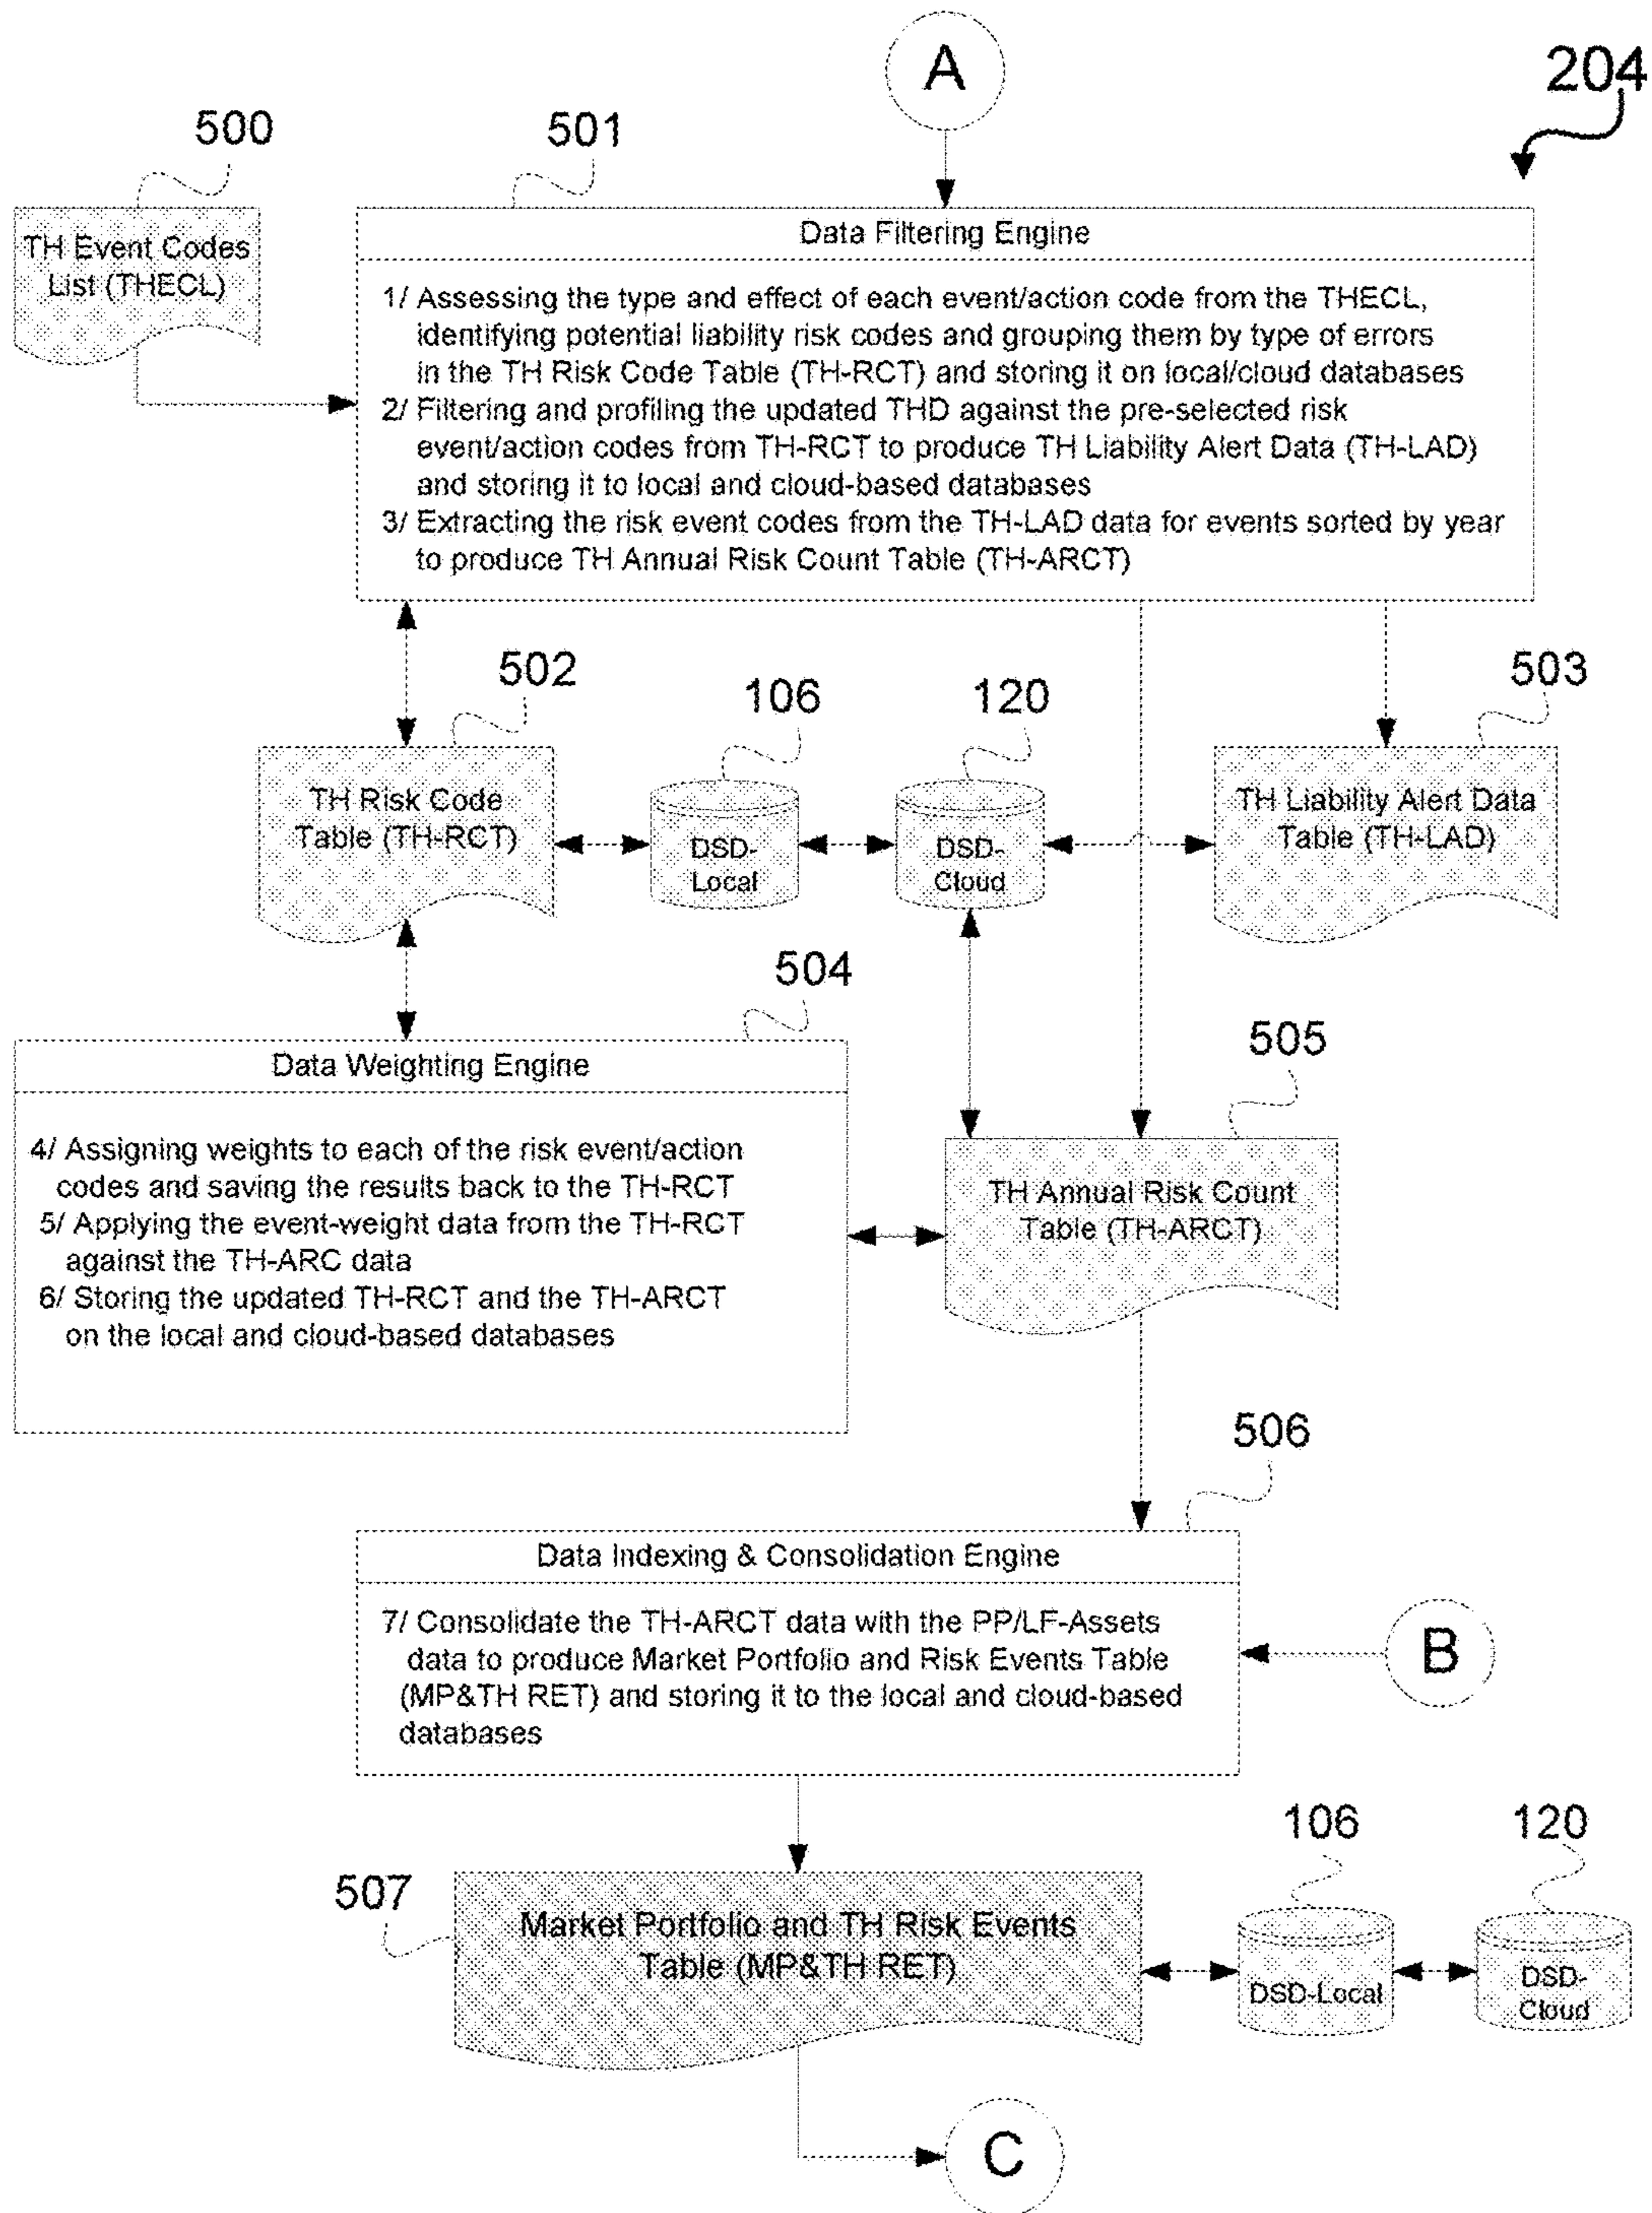 A
204
500
501
TH Event Codes
List (THECL)
Data Filtering Engine
1/ Assessing the type and effect of each event/action code from the THECL,
identifying potential liability risk codes and grouping them by type of errors
in the TH Risk Code Table (TH-RCT) and storing it on local/cloud databases
2/ Filtering and profiling the updated THD against the pre-selected risk
event/action codes from TH-RCT to produce TH Liability Alert Data (TH-LAD)
and storing it to local and cloud-based databases
3/ Extracting the risk event codes from the TH-LAD data for events sorted by year
to produce TH Annual Risk Count Table (TH-ARCT)
502
106
120
503
TH Risk Code
Table (TH-RCT)
DSD-
Local
DSD-
Cloud
TH Liability Alert Data
Table (TH-LAD)
504
505
Data Weighting Engine
4/ Assigning weights to each of the risk event/action
codes and saving the results back to the TH-RCT
5/ Applying the event-weight data from the TH-RCT
against the TH-ARC data
6/ Storing the updated TH-RCT and the TH-ARCT
on the local and cloud-based databases
TH Annual Risk Count
Table (TH-ARCT)
506
Data Indexing & Consolidation Engine
7/ Consolidate the TH-ARCT data with the PP/LF-Assets
data to produce Market Portfolio and Risk Events Table
(MP&TH RET) and storing it to the local and cloud-based
databases
B
507
106
120
Market Portfolio and TH Risk Events
Table (MP&TH RET)
DSD-Local
DSD-
Cloud
C